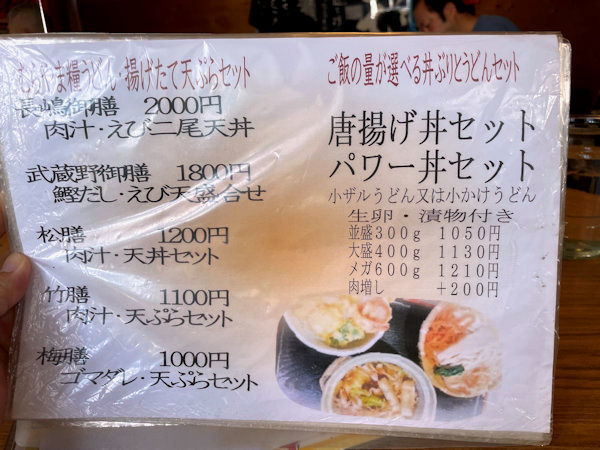 むらやま糧うどん・揚げたて天ぷらセット
長嶋御膳 2000円
肉汁・えび二尾天丼
武蔵野御膳 1800円
鰹だし・えび天盛合せ
松膳 1200円
肉汁・天丼セット
竹膳 1100円
肉汁・天ぷらセット
梅膳 1000円
ゴマダレ・天ぷらセット
ご飯の量が選べる丼ぶりとうどんセット
唐揚げ丼セット
パワー丼セット
小ザルうどん又は小かけうどん
生卵・漬物付き
並盛300g 1050円
大盛400g 1130円
メガ600g 1210円
肉増し +200円